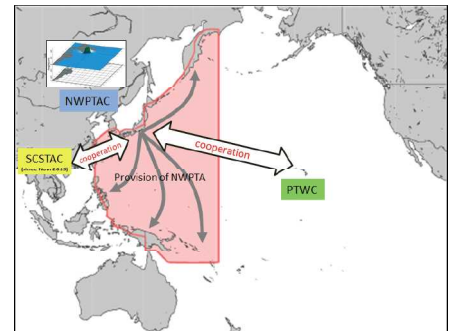 NWPTAC
SCSTAC
cooperation
cooperation
Provision of NWPTA
PTWC